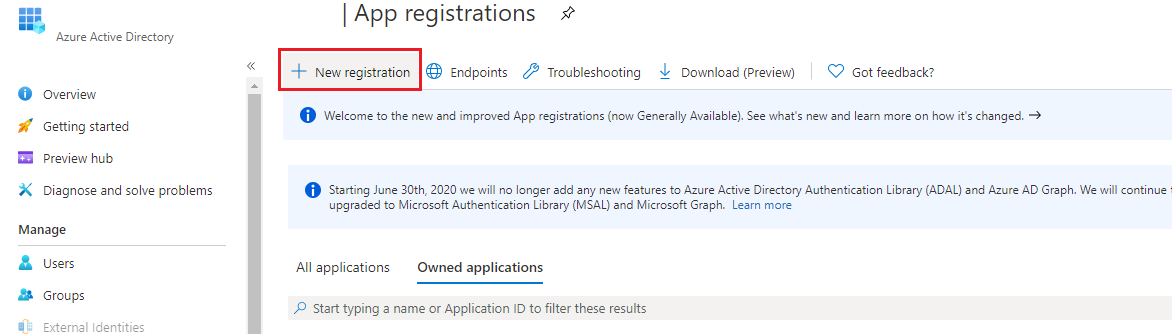 | App registrations
Azure Active Directory
«
New registration
Endpoints
Troubleshooting
Download (Preview)
Got feedback?
Overview
Getting started
Preview hub
Diagnose and solve problems
Manage
Users
Groups
External Identities
Welcome to the new and improved App registrations (now Generally Available). See what's new and learn more on how it's changed. →
Starting June 30th, 2020 we will no longer add any new features to Azure Active Directory Authentication Library (ADAL) and Azure AD Graph. We will continue
upgraded to Microsoft Authentication Library (MSAL) and Microsoft Graph. Learn more
All applications
Owned applications
Start typing a name or Application ID to filter these results